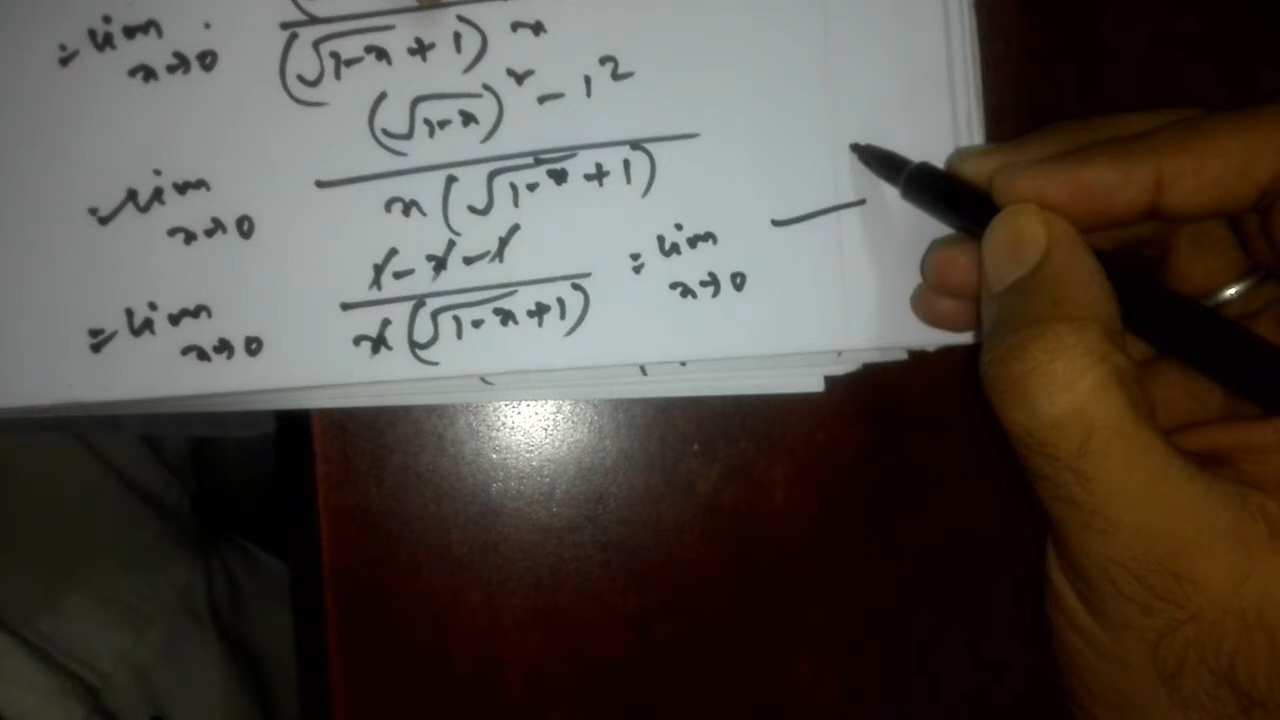 = lim x→0 ———— (√1-x + 1) x
= lim x→0 (√1-x)² - 1² / x(√1-x + 1)
= lim x→0 1 - x - 1 / x(√1-x + 1) = lim x→0 —